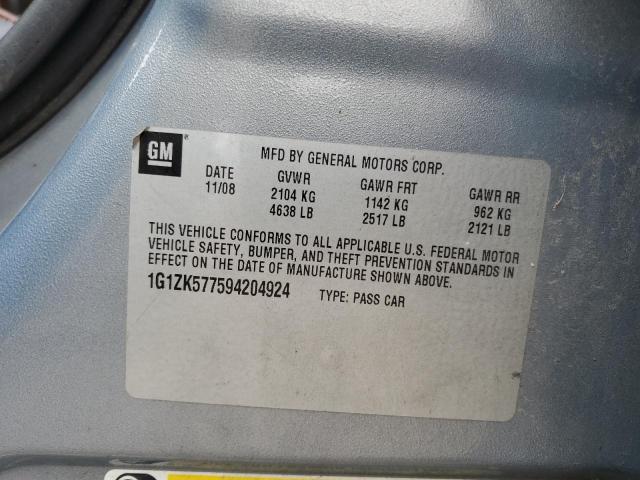 GM
MFD BY GENERAL MOTORS CORP.
DATE GVWR GAWR FRT GAWR RR
11/08 2104 KG 1142 KG 962 KG
4638 LB 2517 LB 2121 LB
THIS VEHICLE CONFORMS TO ALL APPLICABLE U.S. FEDERAL MOTOR
VEHICLE SAFETY, BUMPER, AND THEFT PREVENTION STANDARDS IN
EFFECT ON THE DATE OF MANUFACTURE SHOWN ABOVE.
1G1ZK577594204924 TYPE: PASS CAR